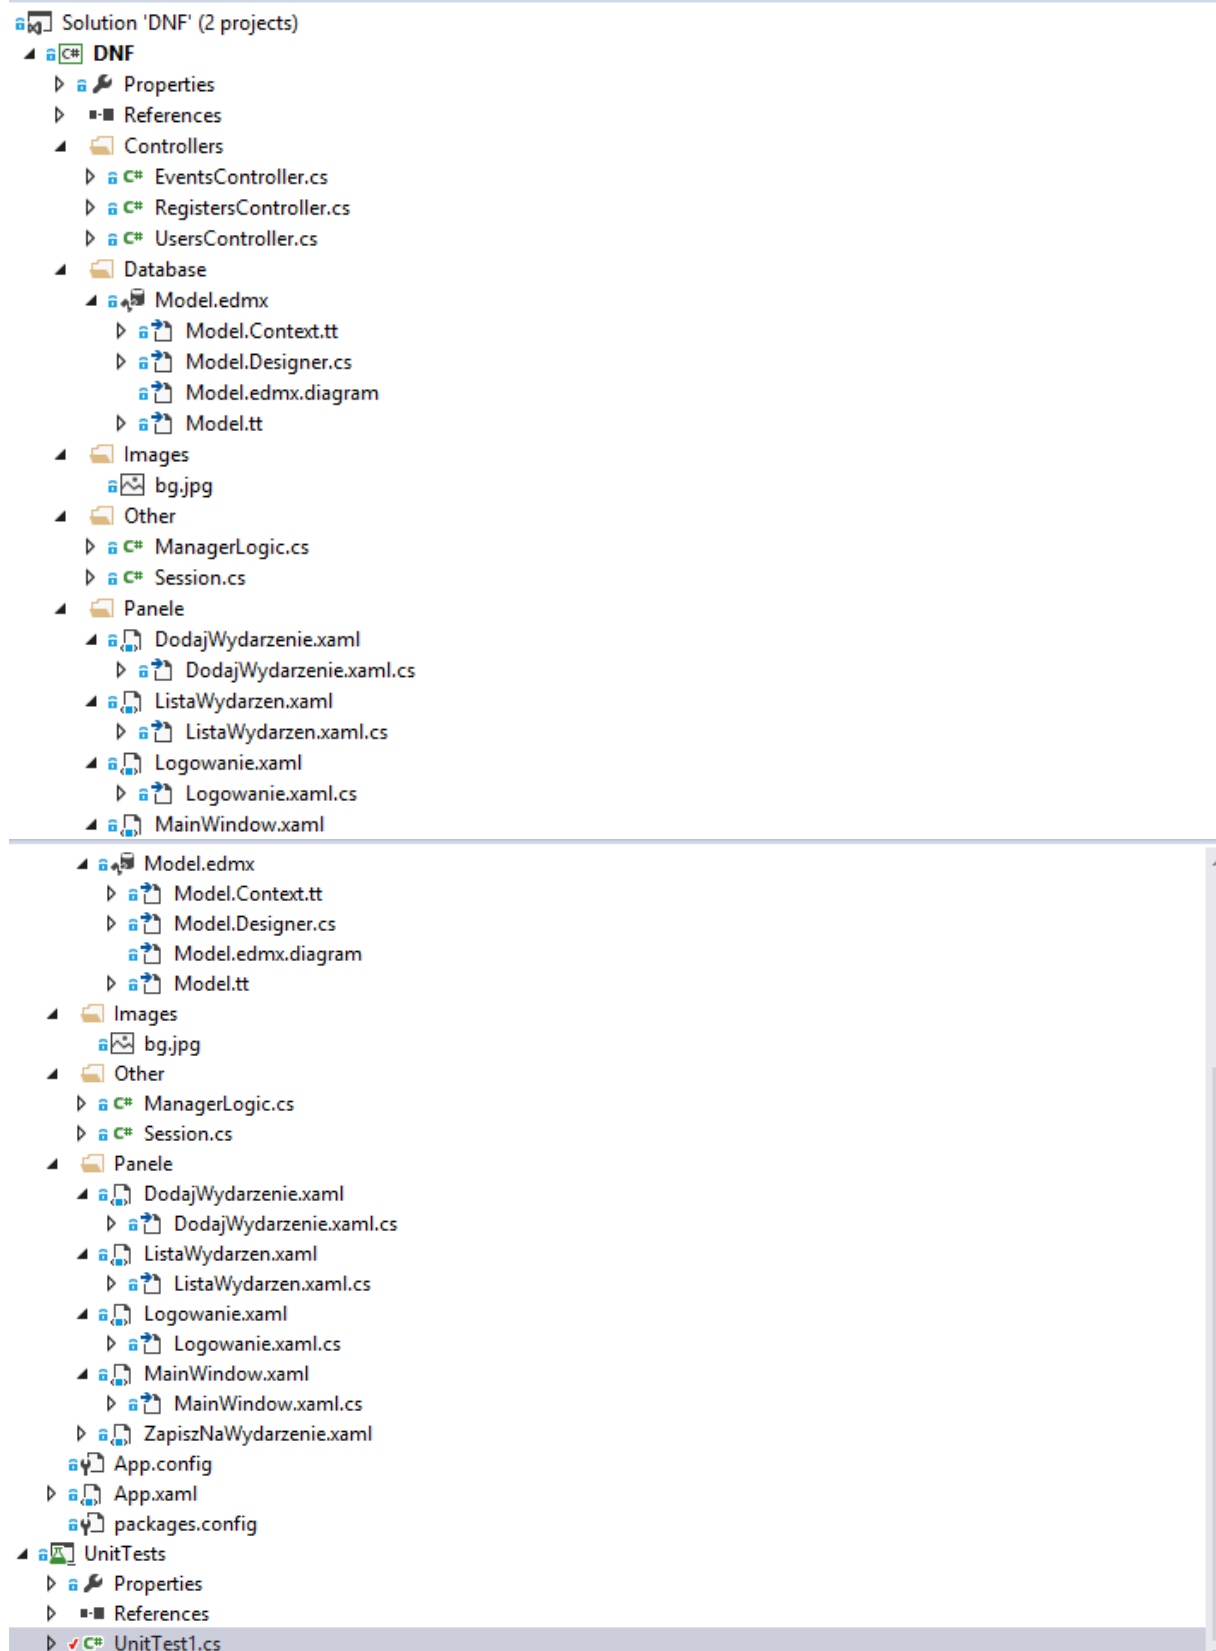 Solution 'DNF' (2 projects)
C# DNF
Properties
References
Controllers
C# EventsController.cs
C# RegistersController.cs
C# UsersController.cs
Database
Model.edmx
Model.Context.tt
Model.Designer.cs
Model.edmx.diagram
Model.tt
Images
bg.jpg
Other
C# ManagerLogic.cs
C# Session.cs
Panele
DodajWydarzenie.xaml
DodajWydarzenie.xaml.cs
ListaWydarzen.xaml
ListaWydarzen.xaml.cs
Logowanie.xaml
Logowanie.xaml.cs
MainWindow.xaml
Model.edmx
Model.Context.tt
Model.Designer.cs
Model.edmx.diagram
Model.tt
Images
bg.jpg
Other
C# ManagerLogic.cs
C# Session.cs
Panele
DodajWydarzenie.xaml
DodajWydarzenie.xaml.cs
ListaWydarzen.xaml
ListaWydarzen.xaml.cs
Logowanie.xaml
Logowanie.xaml.cs
MainWindow.xaml
MainWindow.xaml.cs
ZapiszNaWydarzenie.xaml
App.config
App.xaml
packages.config
UnitTests
Properties
References
C# UnitTest1.cs